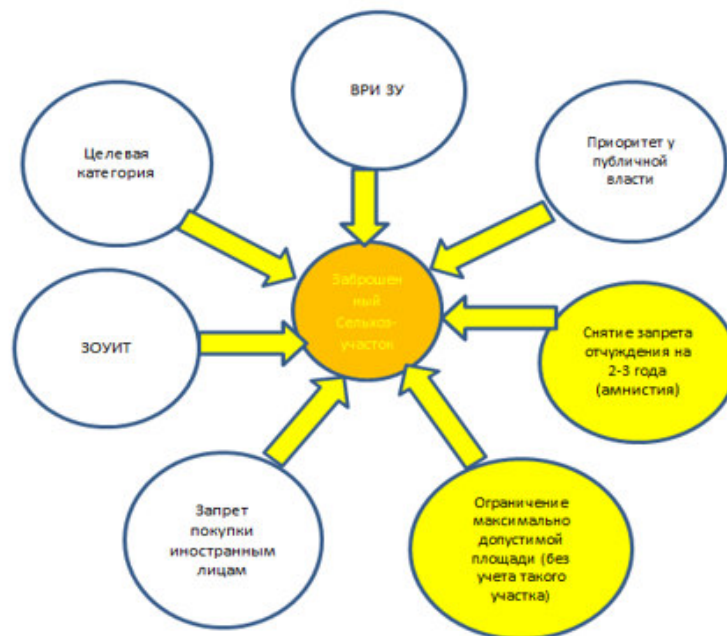 ВРИ ЗУ
Целевая
категория
Приоритет у
публичной
власти
Заброшен
ный
Сельхоз-
участок
ЗОУИТ
Снятие запрета
отчуждения на
2-3 года
(амнистия)
Запрет
покупки
иностранным
лицам
Ограничение
максимально
допустимой
площади (без
учета такого
участка)